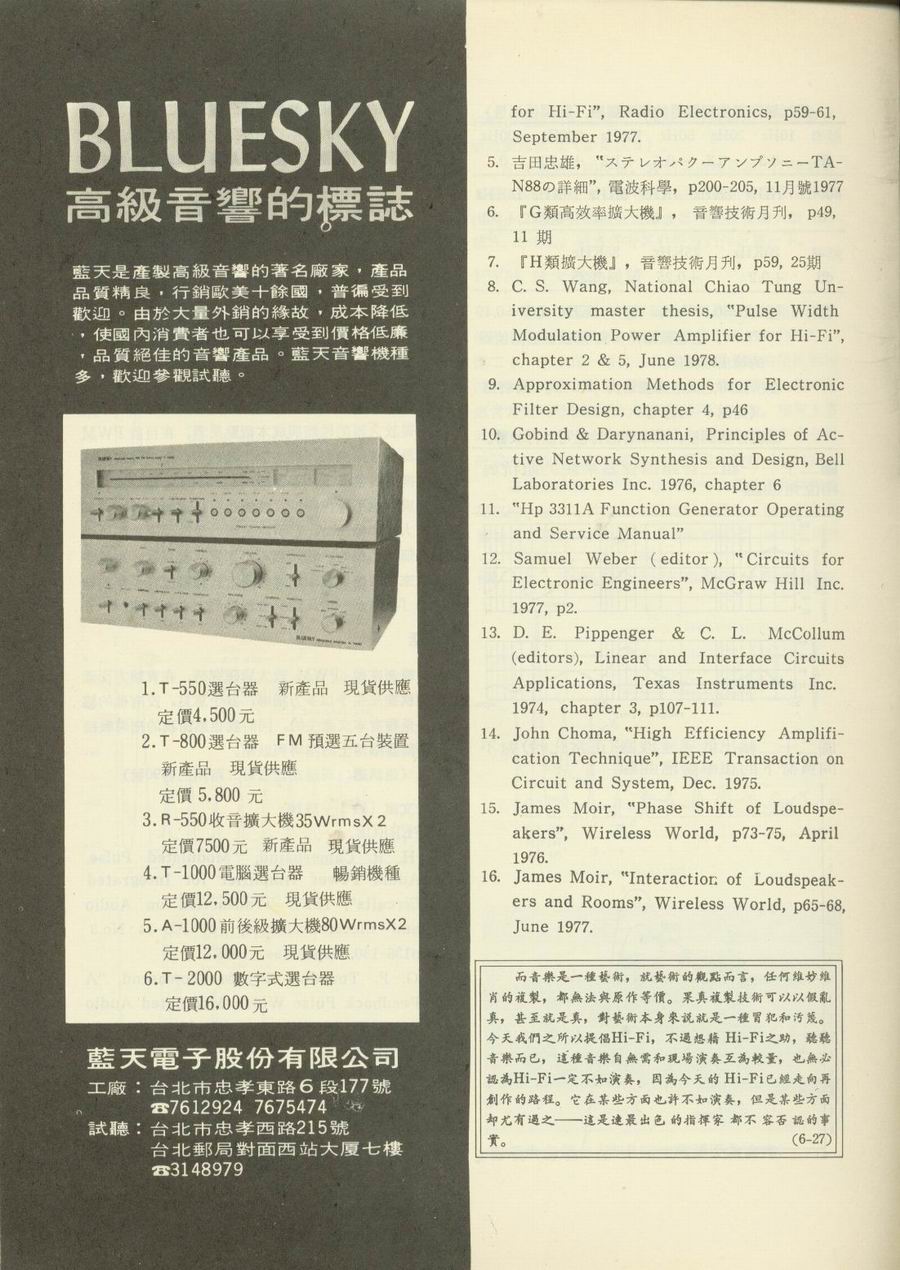 BLUESKY
高級音響的標誌
藍天是產製高級音響的著名廠家，產品
品質精良，行銷歐美十餘國，普徧受到
歡迎。由於大量外銷的緣故，成本降低
，使國內消費者也可以享受到價格低廉
，品質絕佳的音響產品。藍天音響機種
多，歡迎參觀試聽。
BLUESKY
1.T-550選台器 新產品 現貨供應
定價4,500元
2.T-800選台器 FM預選五台裝置
新產品 現貨供應
定價 5,800 元
3.R-550收音擴大機35WrmsX2
定價7500元 新產品 現貨供應
4.T-1000電腦選台器 暢銷機種
定價12,500元 現貨供應
5.A-1000前後級擴大機80WrmsX2
定價12,000元 現貨供應
6.T-2000 數字式選台器
定價16,000元
藍天電子股份有限公司
工廠：台北市忠孝東路6段177號
☎7612924 7675474
試聽：台北市忠孝西路215號
台北郵局對面西站大厦七樓
☎3148979
for Hi-Fi”, Radio Electronics, p59-61,
September 1977.
5. 吉田忠雄，“ステレオパクーアンプソニーTA-
N88の詳細”, 電波科學，p200-205, 11月號1977
6. 『G類高效率擴大機』，音響技術月刋，p49,
11 期
7. 『H類擴大機』，音響技術月刋，p59, 25期
8. C. S. Wang, National Chiao Tung Un-
iversity master thesis, “Pulse Width
Modulation Power Amplifier for Hi-Fi”,
chapter 2 & 5, June 1978.
9. Approximation Methods for Electronic
Filter Design, chapter 4, p46
10. Gobind & Darynanani, Principles of Ac-
tive Network Synthesis and Design, Bell
Laboratories Inc. 1976, chapter 6
11. “Hp 3311A Function Generator Operating
and Service Manual”
12. Samuel Weber (editor), “Circuits for
Electronic Engineers”, McGraw Hill Inc.
1977, p2.
13. D. E. Pippenger & C. L. McCollum
(editors), Linear and Interface Circuits
Applications, Texas Instruments Inc.
1974, chapter 3, p107-111.
14. John Choma, “High Efficiency Amplifi-
cation Technique”, IEEE Transaction on
Circuit and System, Dec. 1975.
15. James Moir, “Phase Shift of Loudspe-
akers”, Wireless World, p73-75, April
1976.
16. James Moir, “Interaction of Loudspeak-
ers and Rooms”, Wireless World, p65-68,
June 1977.
而音樂是一種藝術，就藝術的觀點而言，任何維妙維
肖的複製，都無法與原作等價。果真複製技術可以以假亂
真，甚至就是真，對藝術本身來説就是一種冒犯和汚蔑。
今天我們之所以提倡Hi-Fi，不過想藉 Hi-Fi之助，聽聽
音樂而已，這種音樂自無需和現場演奏互為較量，也無必
認為Hi-Fi一定不如演奏，因為今天的 Hi-Fi已經走向再
創作的路程。它在某些方面也許不如演奏，但是某些方面
却尤有過之──這是連最出色的指揮家都不容否認的事
實。 (6-27)